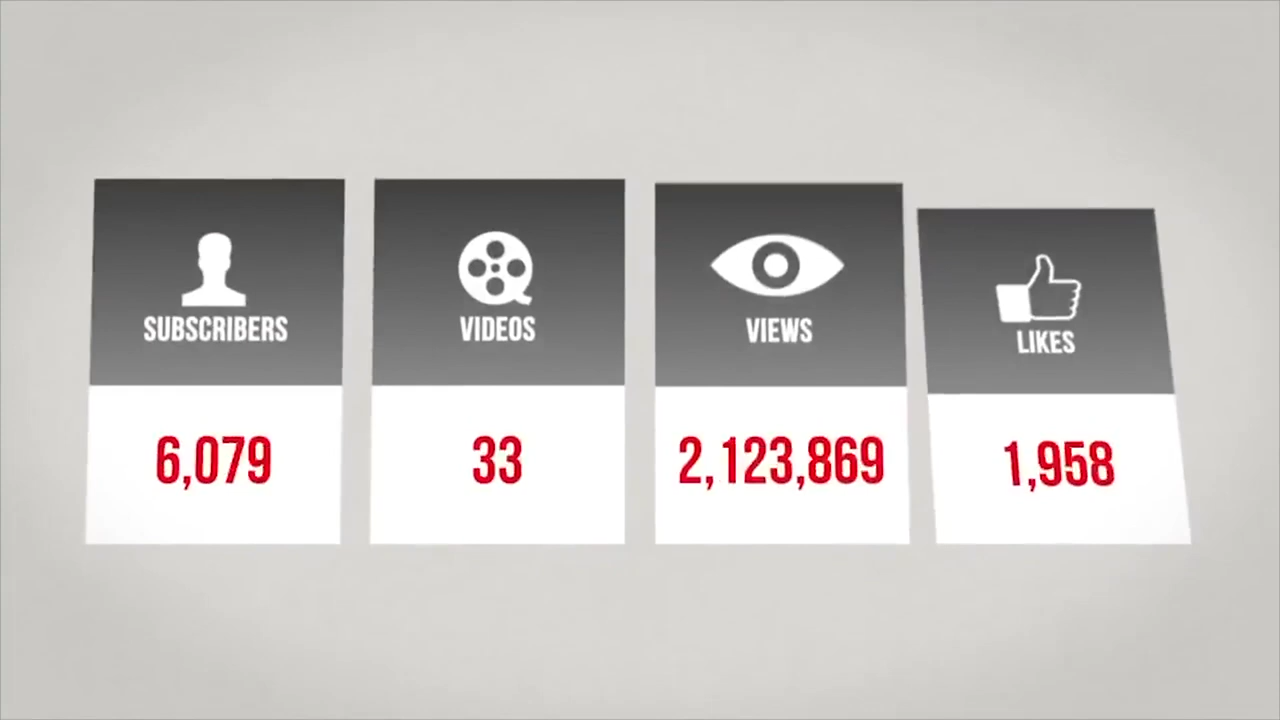 SUBSCRIBERS
6,079
VIDEOS
33
VIEWS
2,123,869
LIKES
1,958